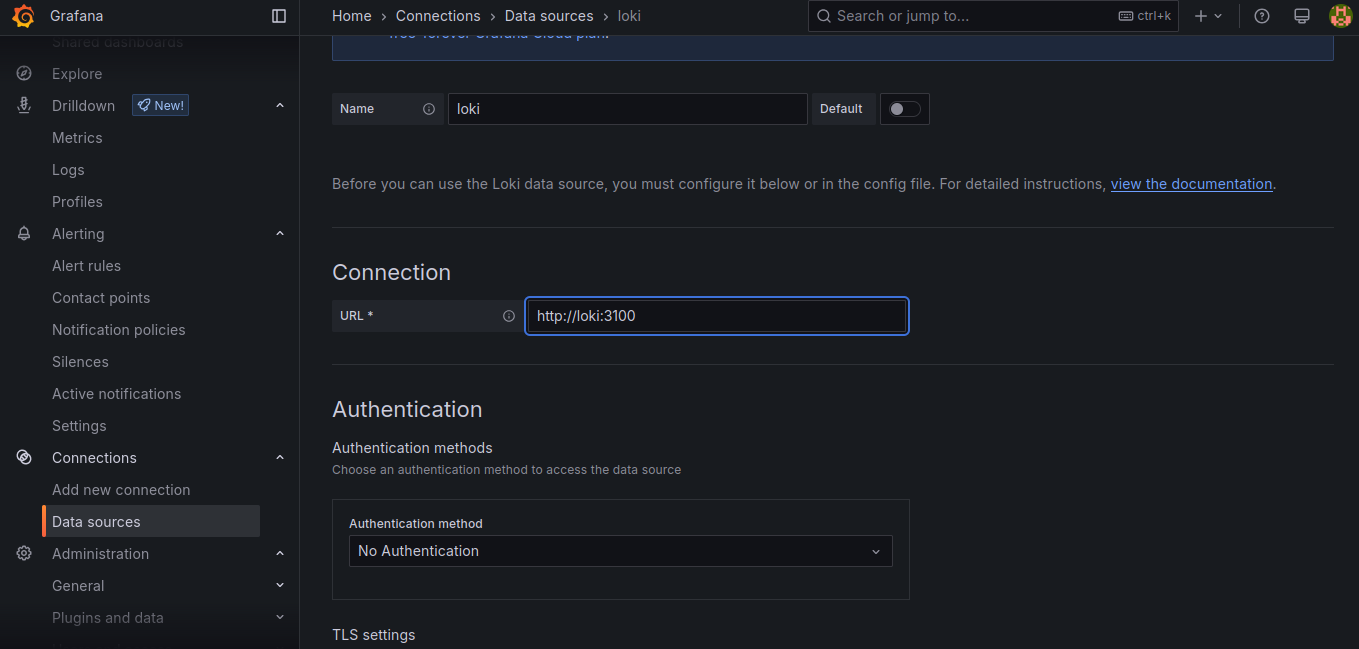 Grafana
Home › Connections › Data sources › loki
Search or jump to...
ctrl+k
Shared dashboards
Explore
Drilldown
New!
Metrics
Logs
Profiles
Alerting
Alert rules
Contact points
Notification policies
Silences
Active notifications
Settings
Connections
Add new connection
Data sources
Administration
General
Plugins and data
free-forever Grafana Cloud plan.
Name
loki
Default
Before you can use the Loki data source, you must configure it below or in the config file. For detailed instructions, view the documentation.
Connection
URL *
http://loki:3100
Authentication
Authentication methods
Choose an authentication method to access the data source
Authentication method
No Authentication
TLS settings